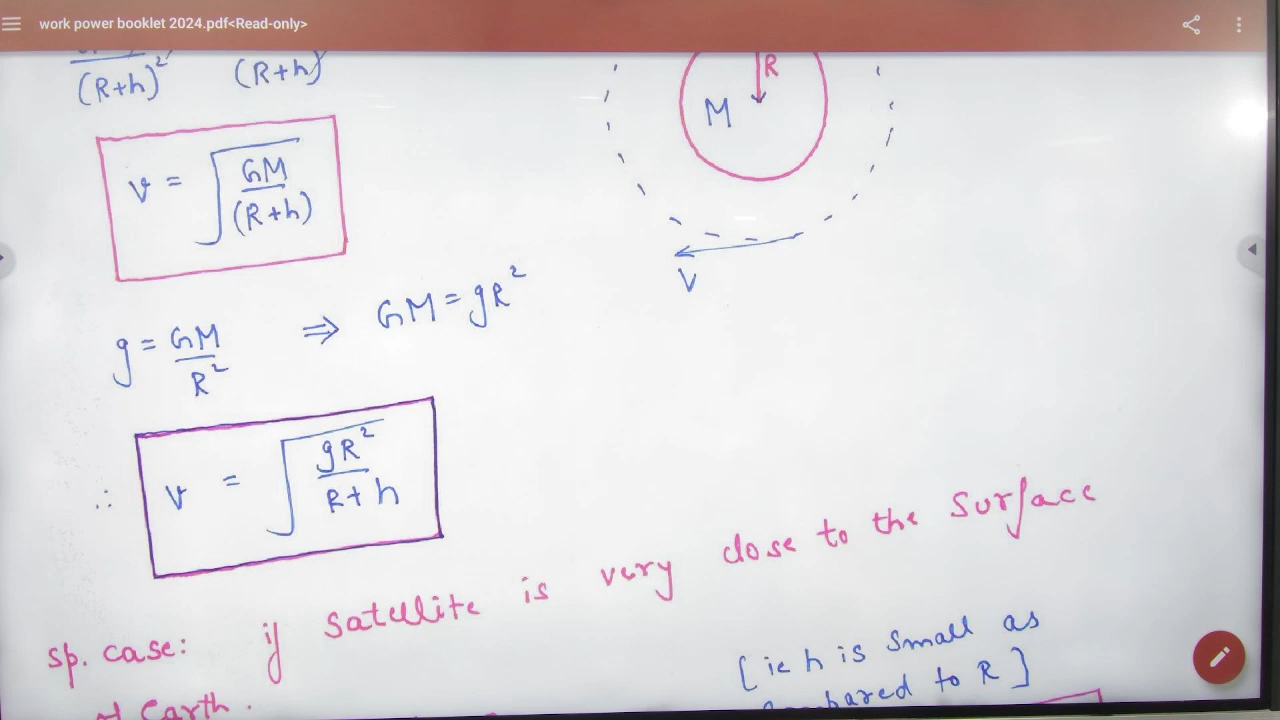 work power booklet 2024.pdf<Read-only>
(R+h)² (R+h)
R
M
v = √(GM/(R+h))
V
g = GM/R² ⇒ GM = gR²
∴ v = √(gR²/R+h)
sp. case: if satellite is very close to the surface
of Earth.
[ie h is small as
compared to R]